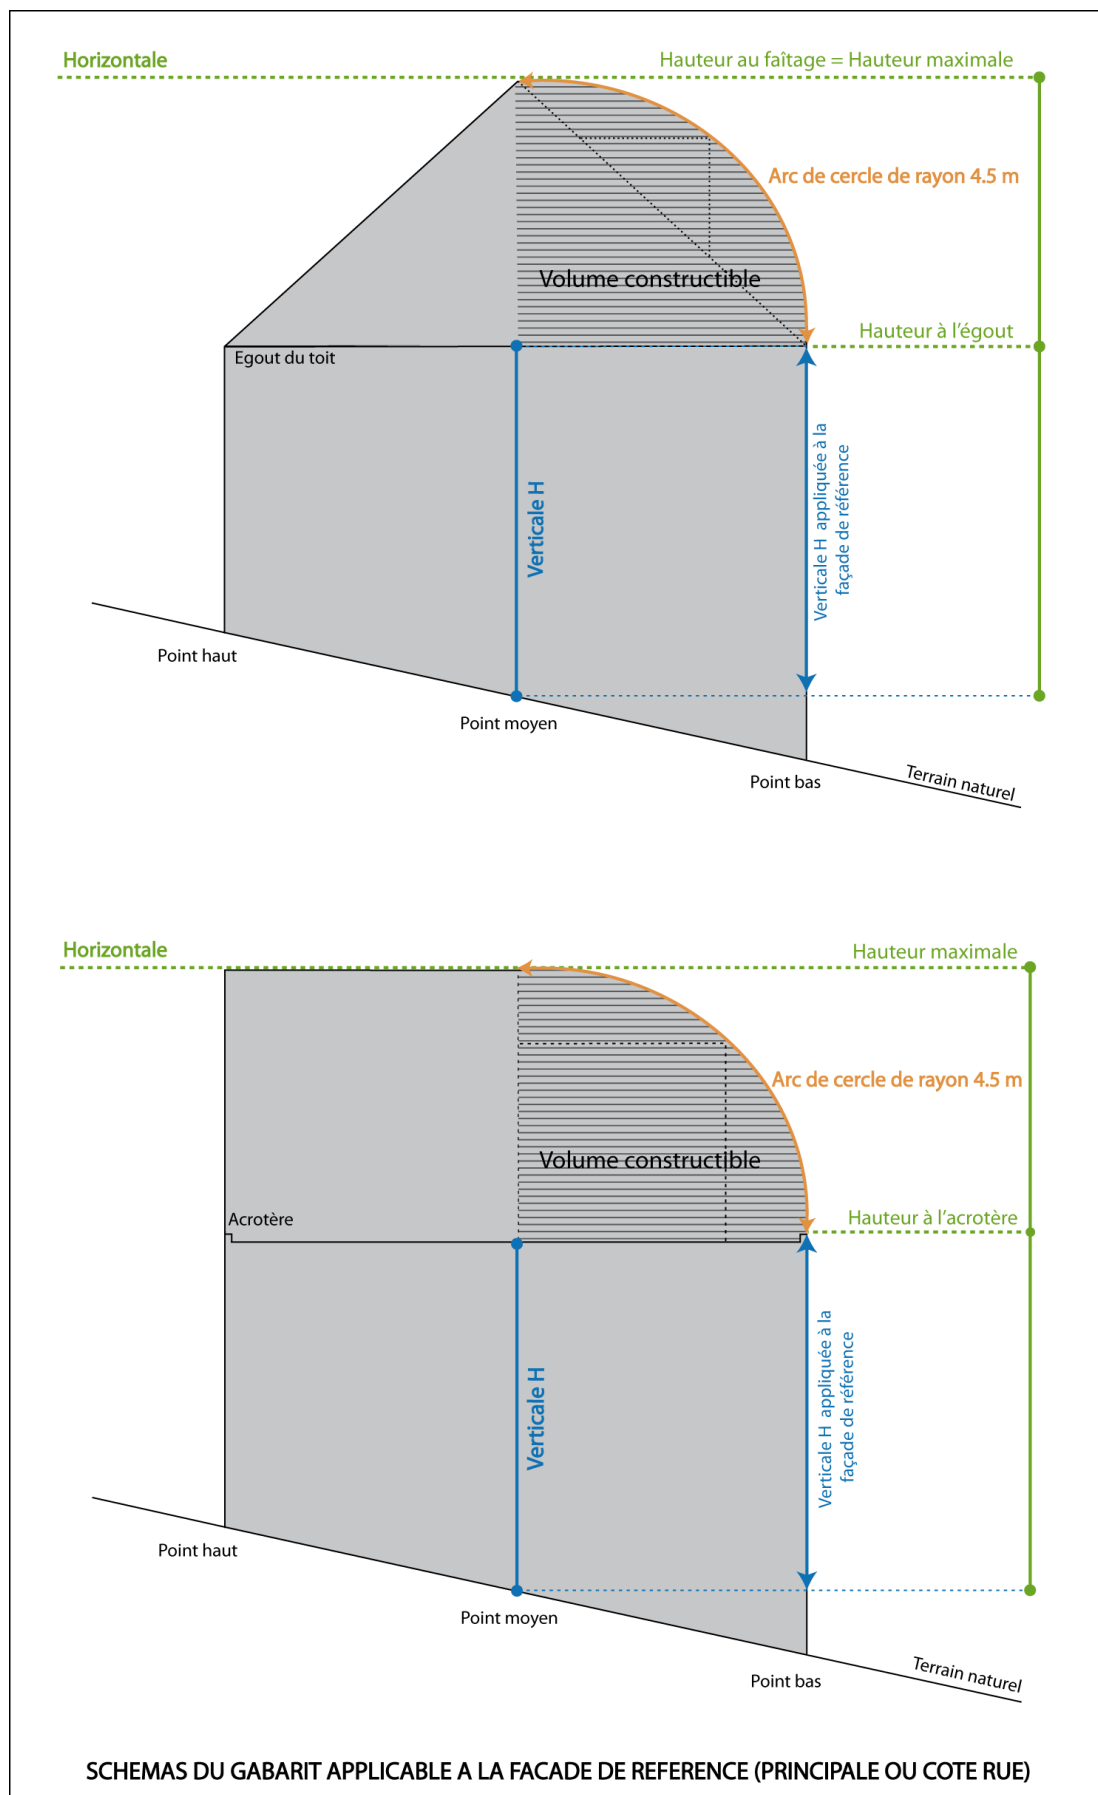 Horizontale
Hauteur au faîtage = Hauteur maximale
Arc de cercle de rayon 4.5 m
Volume constructible
Hauteur à l'égout
Egout du toit
Verticale H
Verticale H appliquée à la
façade de référence
Point haut
Point moyen
Point bas
Terrain naturel
Horizontale
Hauteur maximale
Arc de cercle de rayon 4.5 m
Volume constructible
Acrotère
Hauteur à l'acrotère
Verticale H
Verticale H appliquée à la
façade de référence
Point haut
Point moyen
Point bas
Terrain naturel
SCHEMAS DU GABARIT APPLICABLE A LA FACADE DE REFERENCE (PRINCIPALE OU COTE RUE)